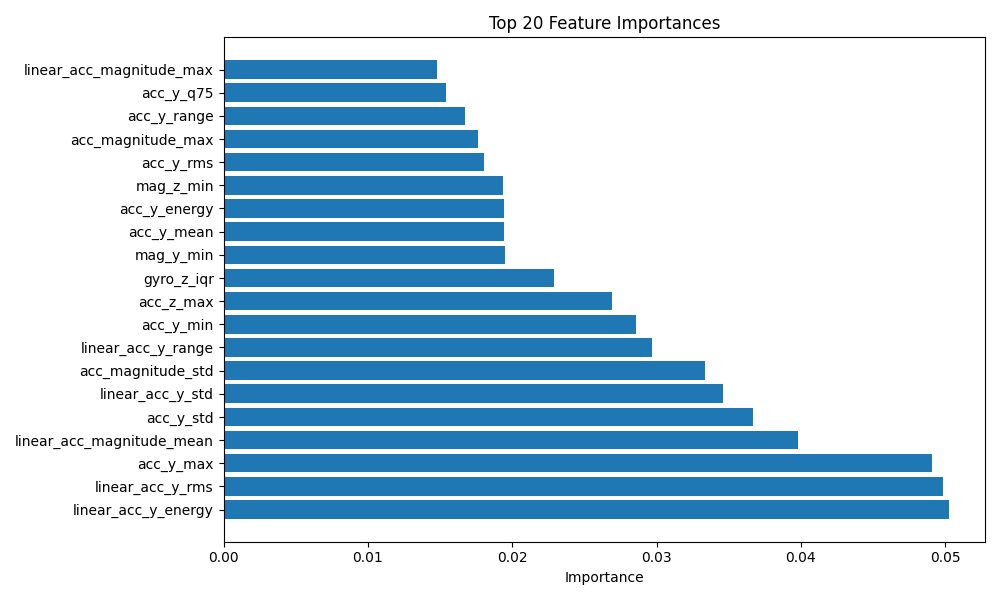 Top 20 Feature Importances
linear_acc_magnitude_max
acc_y_q75
acc_y_range
acc_magnitude_max
acc_y_rms
mag_z_min
acc_y_energy
acc_y_mean
mag_y_min
gyro_z_iqr
acc_z_max
acc_y_min
linear_acc_y_range
acc_magnitude_std
linear_acc_y_std
acc_y_std
linear_acc_magnitude_mean
acc_y_max
linear_acc_y_rms
linear_acc_y_energy
0.00 0.01 0.02 0.03 0.04 0.05
Importance